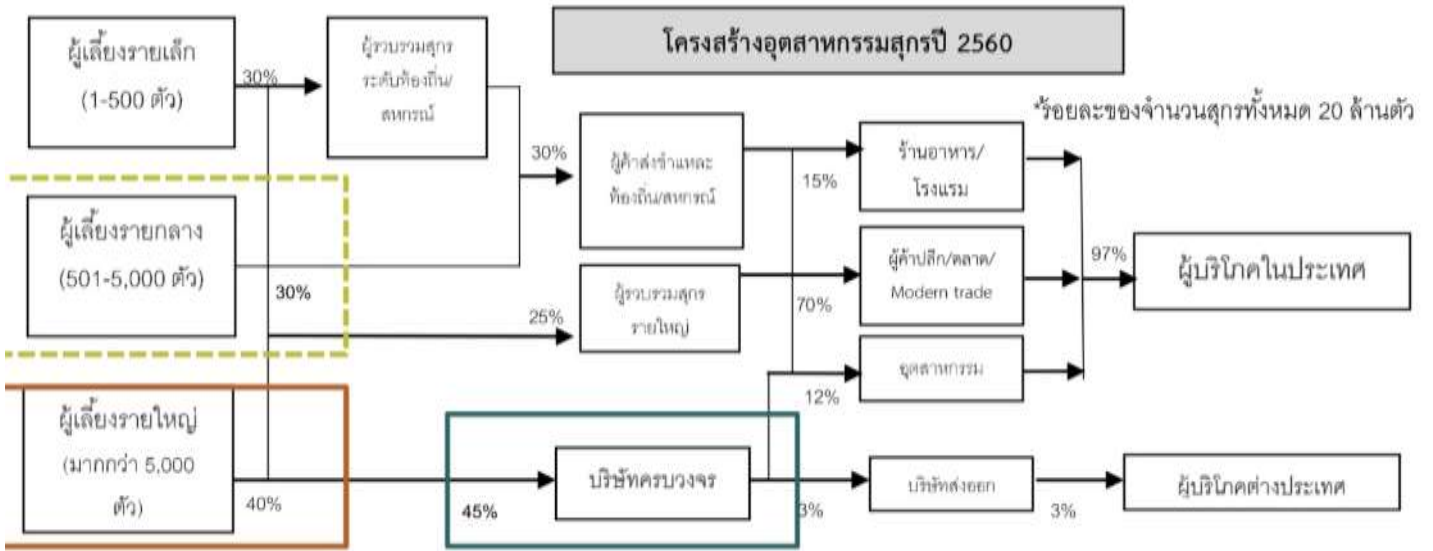 โครงสร้างอุตสาหกรรมสุกรปี 2560
*ร้อยละของจำนวนสุกรทั้งหมด 20 ล้านตัว
ผู้เลี้ยงรายเล็ก
(1-500 ตัว)
30%
ผู้รวบรวมสุกร
ระดับท้องถิ่น/
สหกรณ์
ผู้เลี้ยงรายกลาง
(501-5,000 ตัว)
30%
ผู้เลี้ยงรายใหญ่
(มากกว่า 5,000
ตัว)
40%
30%
ผู้ค้าส่งชำแหละ
ท้องถิ่น/สหกรณ์
25%
ผู้รวบรวมสุกร
รายใหญ่
45%
บริษัทครบวงจร
15%
ร้านอาหาร/
โรงแรม
70%
ผู้ค้าปลีก/ตลาด/
Modern trade
12%
อุตสาหกรรม
3%
บริษัทส่งออก
97%
ผู้บริโภคในประเทศ
3%
ผู้บริโภคต่างประเทศ